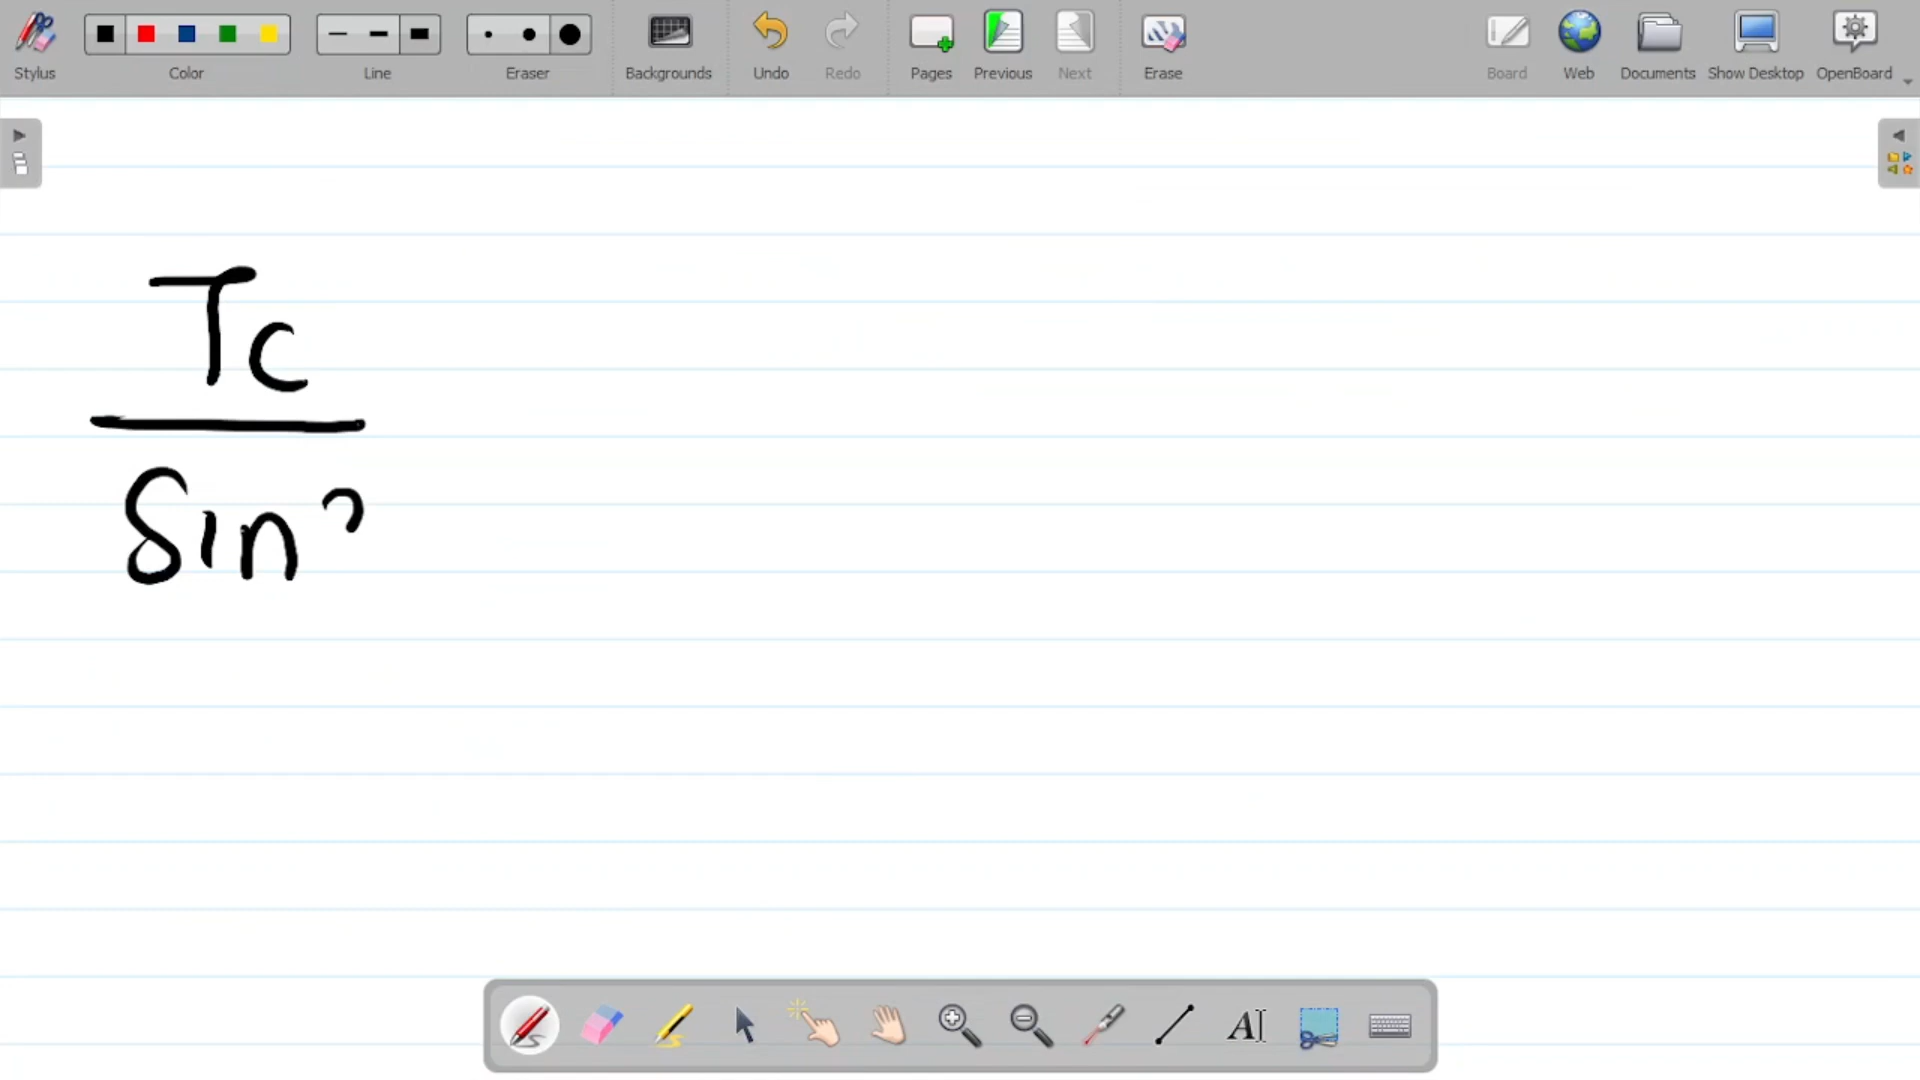 Stylus Color Line Eraser Backgrounds Undo Redo Pages Previous Next Erase Board Web Documents Show Desktop OpenBoard
Tc
Sin